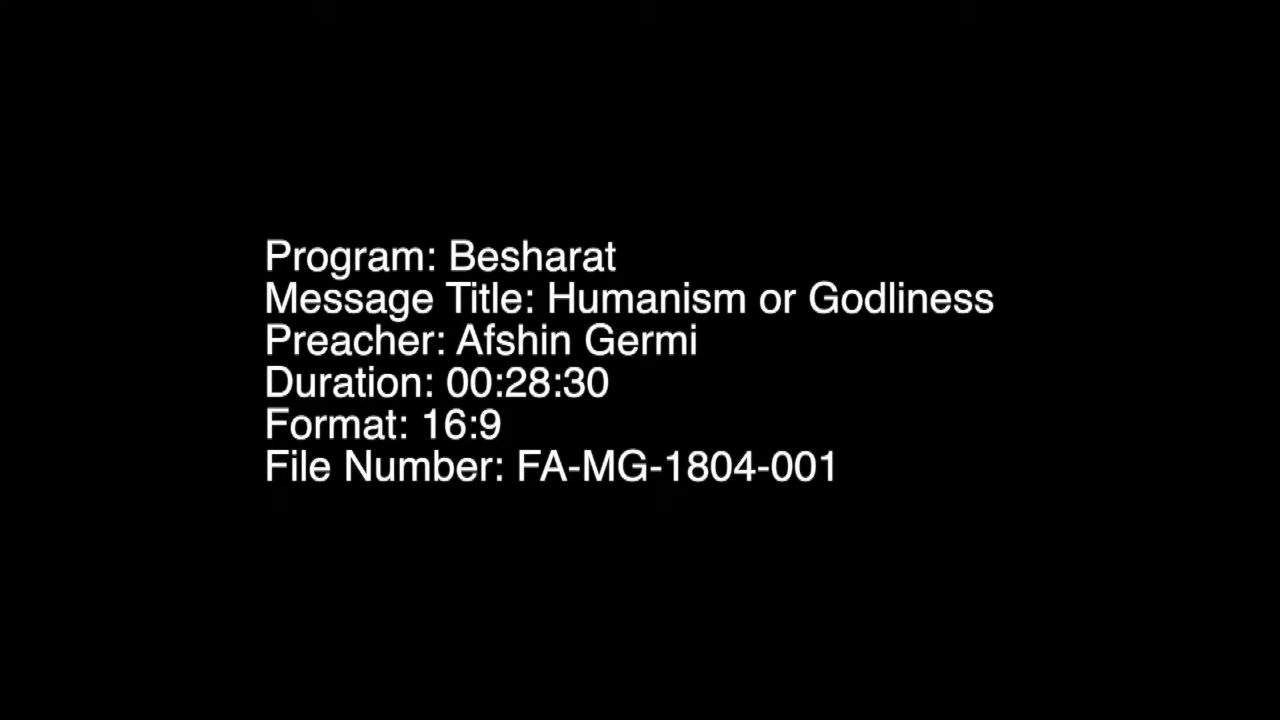 Program: Besharat
Message Title: Humanism or Godliness
Preacher: Afshin Germi
Duration: 00:28:30
Format: 16:9
File Number: FA-MG-1804-001